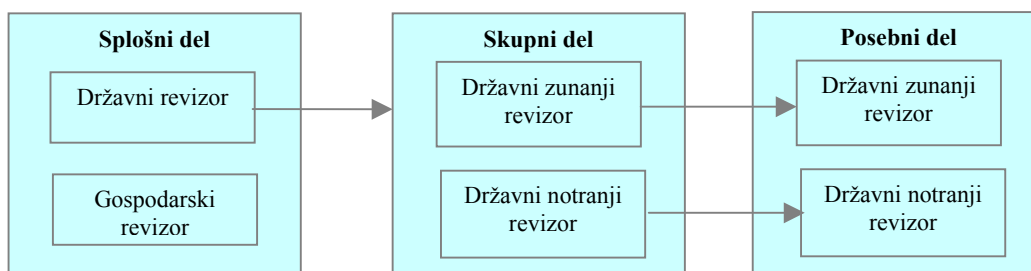 Splošni del
Državni revizor
Gospodarski
revizor
Skupni del
Državni zunanji
revizor
Državni notranji
revizor
Posebni del
Državni zunanji
revizor
Državni notranji
revizor